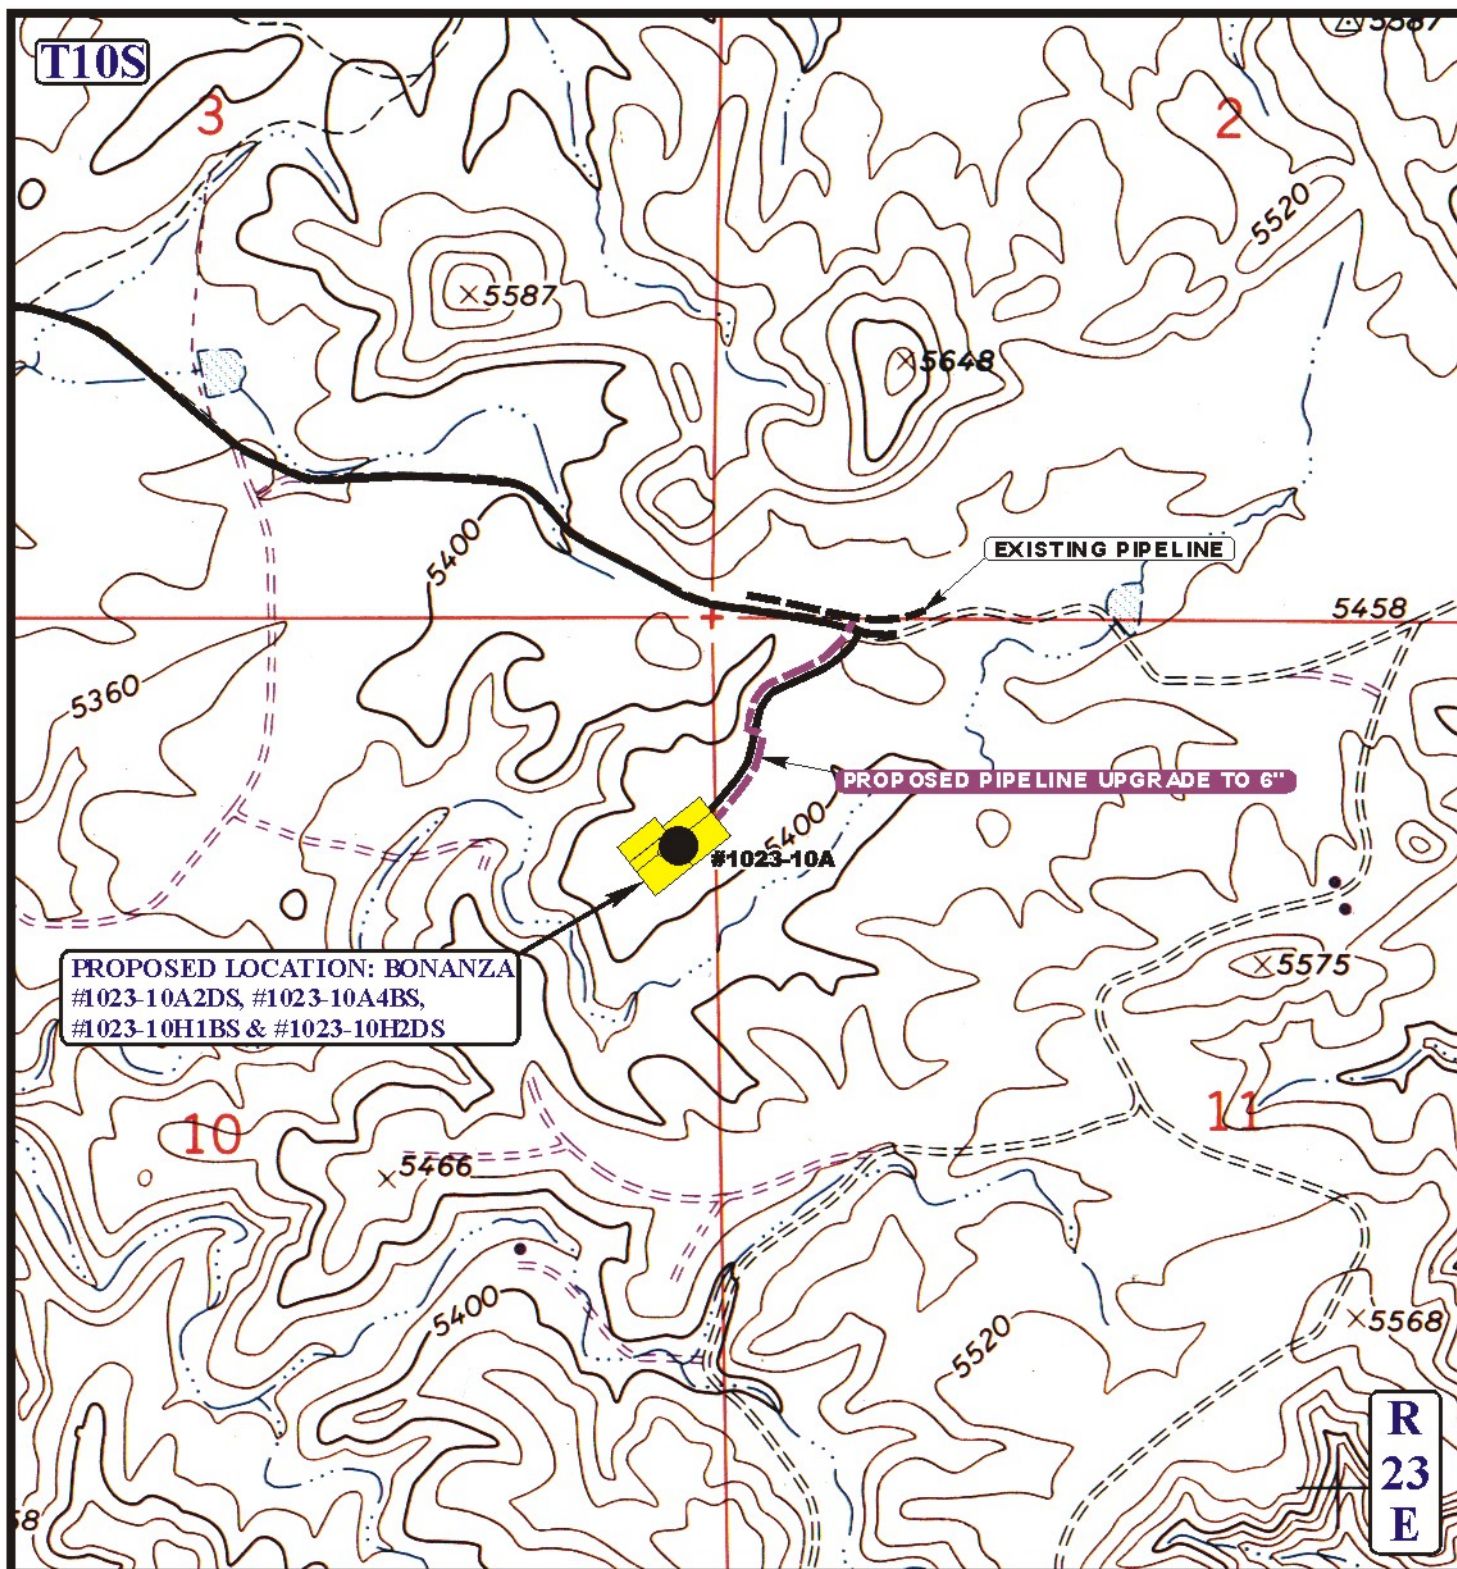 5587
T10S
3
2
5520
5587
5648
EXISTING PIPELINE
5400
5458
5360
PROPOSED PIPELINE UPGRADE TO 6"
5400
#1023-10A
PROPOSED LOCATION: BONANZA
#1023-10A2DS, #1023-10A4BS,
#1023-10H1BS & #1023-10H2DS
5575
10
11
5466
5400
5520
5568
R
23
E